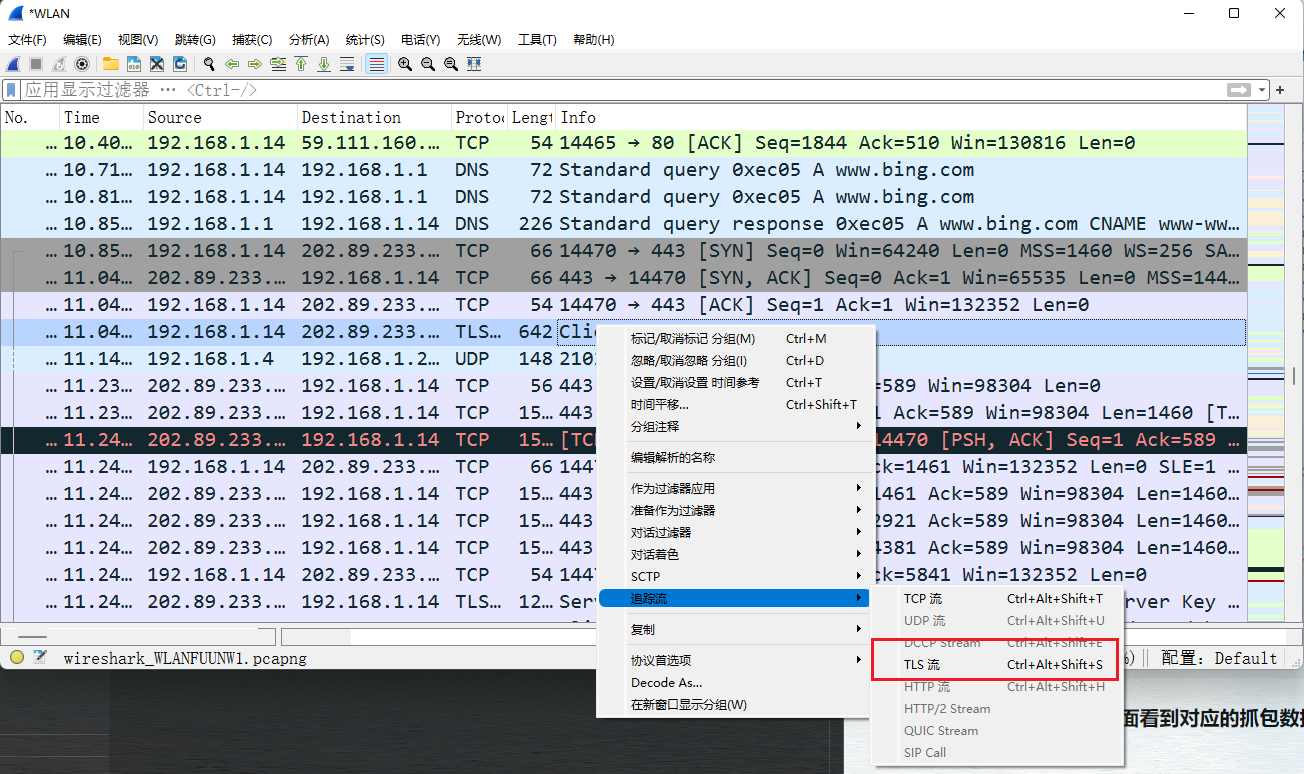 *WLAN
文件(F) 编辑(E) 视图(V) 跳转(G) 捕获(C) 分析(A) 统计(S) 电话(Y) 无线(W) 工具(T) 帮助(H)
应用显示过滤器 … <Ctrl-/>
No. Time Source Destination Protoc Lengt Info
… 10.40… 192.168.1.14 59.111.160.… TCP 54 14465 → 80 [ACK] Seq=1844 Ack=510 Win=130816 Len=0
… 10.71… 192.168.1.14 192.168.1.1 DNS 72 Standard query 0xec05 A www.bing.com
… 10.81… 192.168.1.14 192.168.1.1 DNS 72 Standard query 0xec05 A www.bing.com
… 10.85… 192.168.1.1 192.168.1.14 DNS 226 Standard query response 0xec05 A www.bing.com CNAME www-ww…
… 10.85… 192.168.1.14 202.89.233.… TCP 66 14470 → 443 [SYN] Seq=0 Win=64240 Len=0 MSS=1460 WS=256 SA…
… 11.04… 202.89.233.… 192.168.1.14 TCP 66 443 → 14470 [SYN, ACK] Seq=0 Ack=1 Win=65535 Len=0 MSS=144…
… 11.04… 192.168.1.14 202.89.233.… TCP 54 14470 → 443 [ACK] Seq=1 Ack=1 Win=132352 Len=0
… 11.04… 192.168.1.14 202.89.233.… TLS… 642 Clie
… 11.14… 192.168.1.4 192.168.1.2… UDP 148 2103
… 11.23… 202.89.233.… 192.168.1.14 TCP 56 443 =589 Win=98304 Len=0
… 11.23… 202.89.233.… 192.168.1.14 TCP 15… 443 1 Ack=589 Win=98304 Len=1460 [T…
… 11.24… 202.89.233.… 192.168.1.14 TCP 15… [TCP 14470 [PSH, ACK] Seq=1 Ack=589 …
… 11.24… 192.168.1.14 202.89.233.… TCP 66 1447 ck=1461 Win=132352 Len=0 SLE=1 …
… 11.24… 202.89.233.… 192.168.1.14 TCP 15… 443 1461 Ack=589 Win=98304 Len=1460…
… 11.24… 202.89.233.… 192.168.1.14 TCP 15… 443 2921 Ack=589 Win=98304 Len=1460…
… 11.24… 202.89.233.… 192.168.1.14 TCP 15… 443 4381 Ack=589 Win=98304 Len=1460…
… 11.24… 192.168.1.14 202.89.233.… TCP 54 1447 ck=5841 Win=132352 Len=0
… 11.24… 202.89.233.… 192.168.1.14 TLS… 12… Serv rver Key …
标记/取消标记 分组(M) Ctrl+M
忽略/取消忽略 分组(I) Ctrl+D
设置/取消设置 时间参考 Ctrl+T
时间平移... Ctrl+Shift+T
分组注释
编辑解析的名称
作为过滤器应用
准备作为过滤器
对话过滤器
对话着色
SCTP
追踪流
复制
协议首选项
Decode As...
在新窗口显示分组(W)
TCP 流 Ctrl+Alt+Shift+T
UDP 流 Ctrl+Alt+Shift+U
DCCP Stream Ctrl+Alt+Shift+E
TLS 流 Ctrl+Alt+Shift+S
HTTP 流 Ctrl+Alt+Shift+H
HTTP/2 Stream
QUIC Stream
SIP Call
wireshark_WLANFUUNW1.pcapng
%) 配置: Default
面看到对应的抓包数据